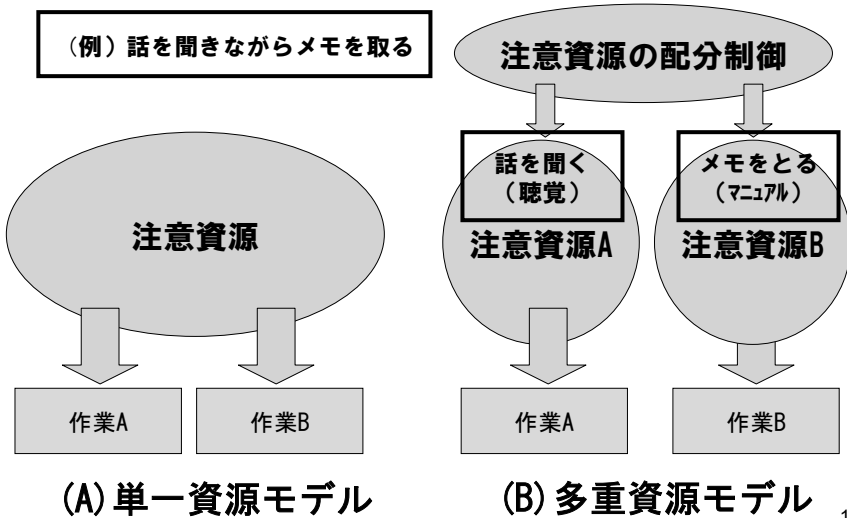 (例)話を聞きながらメモを取る
注意資源の配分制御
話を聞く
(聴覚)
メモをとる
(マニュアル)
注意資源
注意資源A
注意資源B
作業A
作業B
作業A
作業B
(A)単一資源モデル
(B)多重資源モデル
1